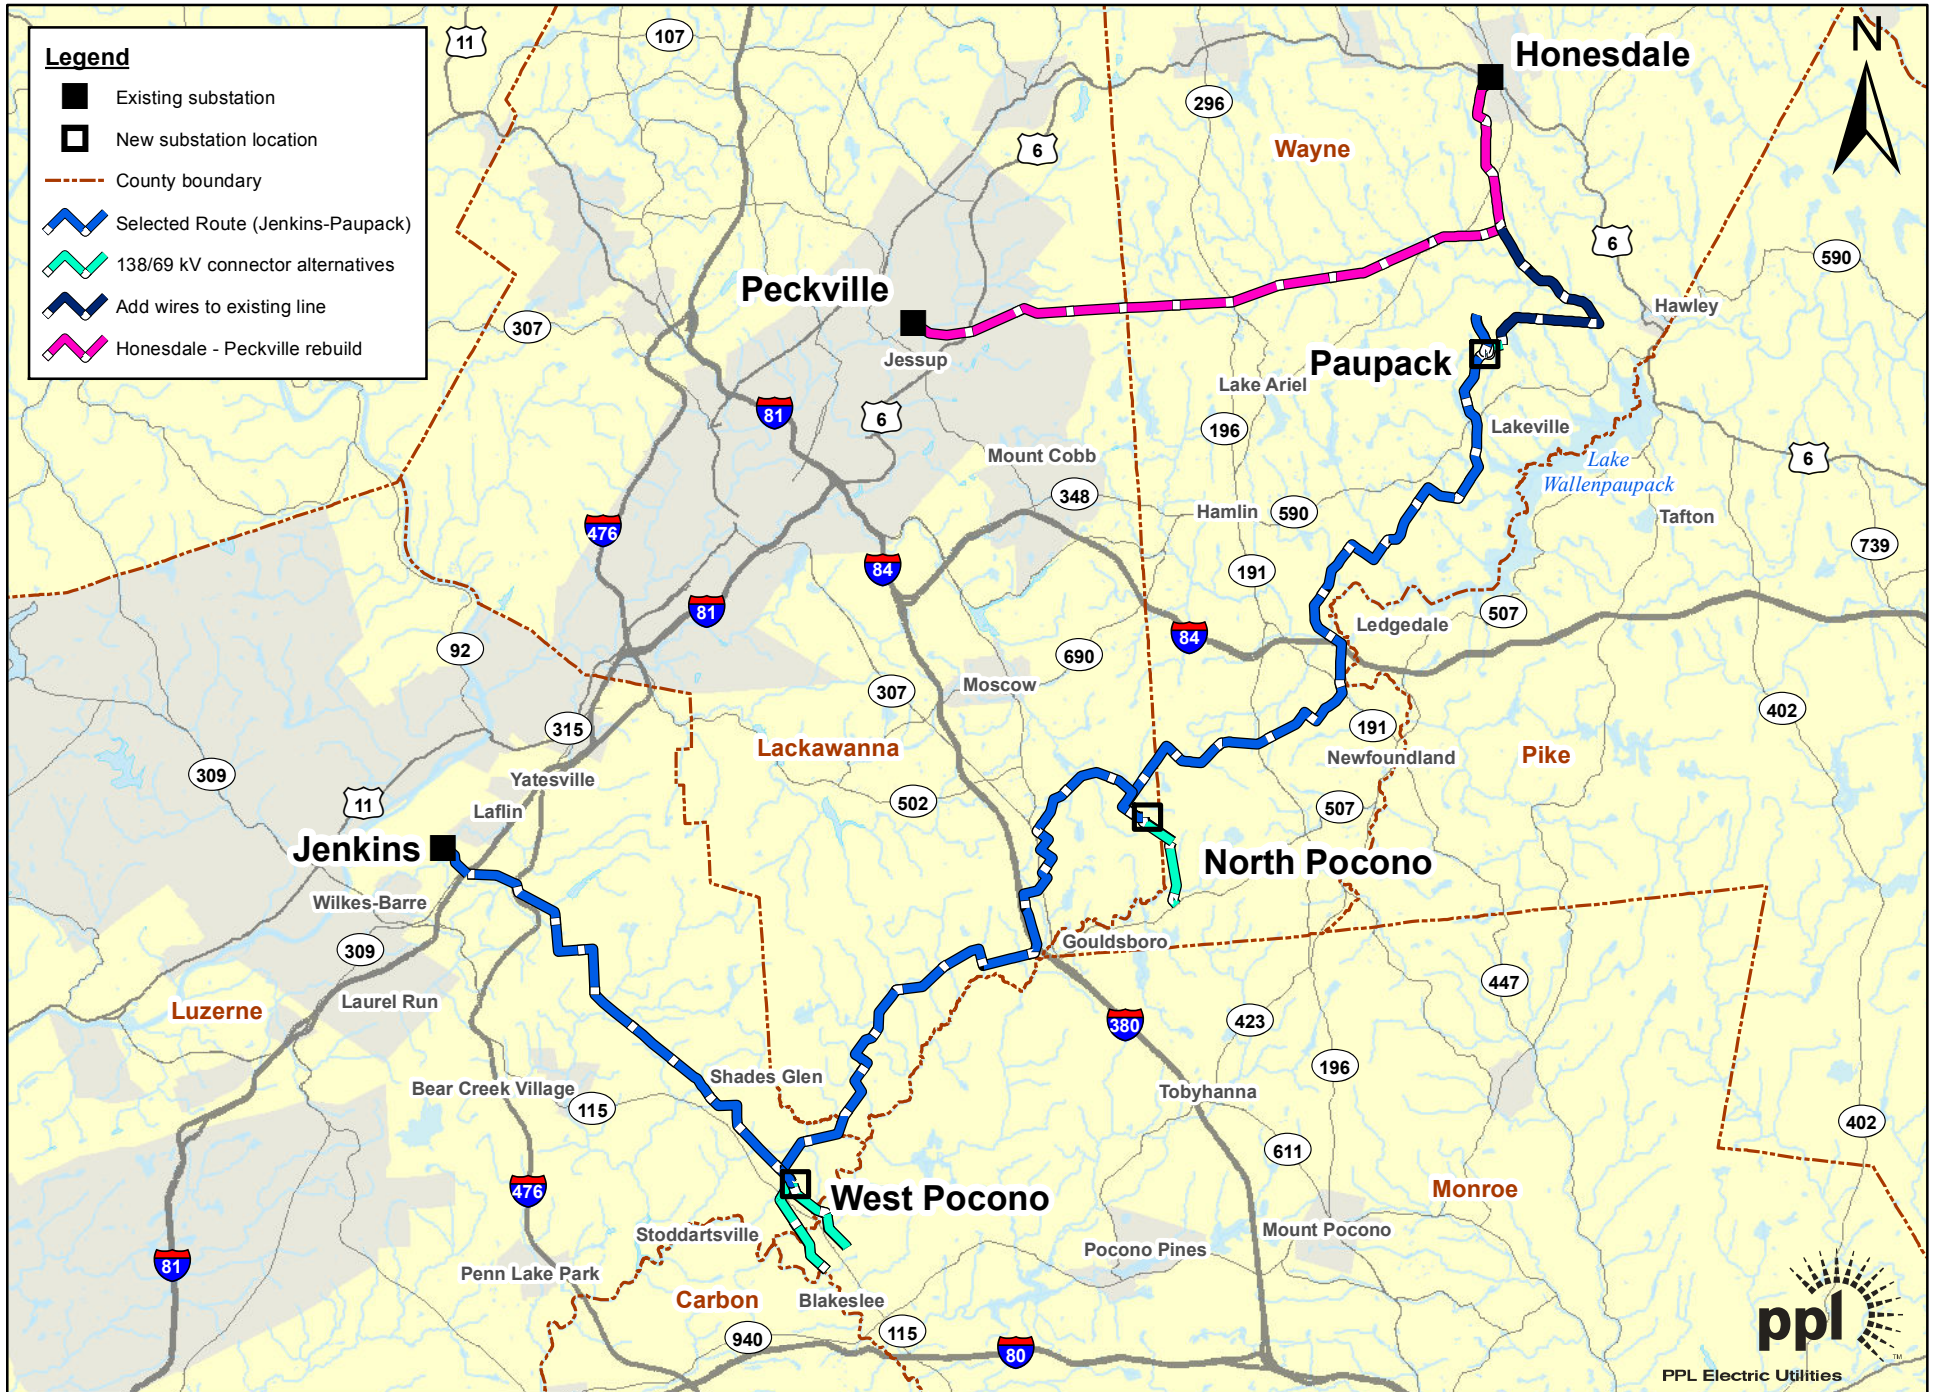 Legend
Existing substation
New substation location
County boundary
Selected Route (Jenkins-Paupack)
138/69 kV connector alternatives
Add wires to existing line
Honesdale - Peckville rebuild
11
107
Honesdale
N
296
6
Wayne
6
590
Peckville
Hawley
307
Jessup
Paupack
Lake Ariel
81
6
196
Lakeville
Mount Cobb
6
Lake
Wallenpaupack
348
Hamlin
590
Tafton
476
739
84
191
81
507
Ledgedale
84
92
690
Moscow
307
402
315
191
Lackawanna
Newfoundland
Pike
309
Yatesville
11
502
507
Laflin
Jenkins
North Pocono
Wilkes-Barre
309
Gouldsboro
447
Laurel Run
Luzerne
380
423
196
Shades Glen
Bear Creek Village
Tobyhanna
115
402
611
476
West Pocono
Monroe
Stoddartsville
Mount Pocono
Pocono Pines
81
Penn Lake Park
Carbon
Blakeslee
940
115
80
ppl
TM
PPL Electric Utilities